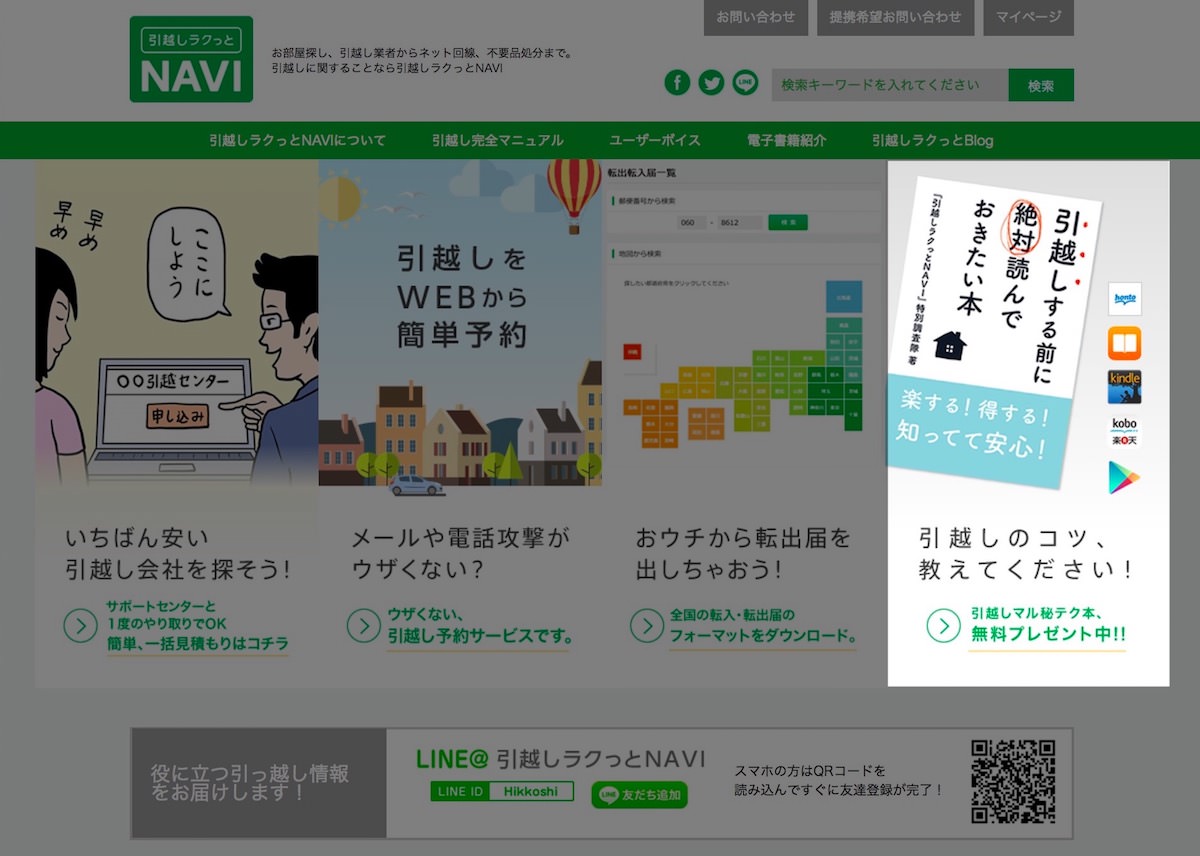 お問い合わせ
提携希望お問い合わせ
マイページ
引越しラクっと
NAVI
お部屋探し、引越し業者からネット回線、不要品処分まで。
引越しに関することなら引越しラクっとNAVI
LINE
検索キーワードを入れてください
検索
引越しラクっとNAVIについて
引越し完全マニュアル
ユーザーボイス
電子書籍紹介
引越しラクっとBlog
早め
早め
ここに
しよう
〇〇引越センター
申し込み
いちばん安い
引越し会社を探そう!
サポートセンターと
1度のやり取りでOK
簡単、一括見積もりはコチラ
引越しを
WEBから
簡単予約
メールや電話攻撃が
ウザくない?
ウザくない、
引越し予約サービスです。
転出転入届一覧
郵便番号から検索
060 - 8612
検索
地図から検索
探したい都道府県をクリックしてください
北海道
沖縄
おウチから転出届を
出しちゃおう!
全国の転入・転出届の
フォーマットをダウンロード。
引越しする前に
絶対読んで
おきたい本
『引越しラクっとNAVI』特別調査隊 著
楽する!得する!
知ってて安心!
honto
kindle
kobo
楽天
引越しのコツ、
教えてください!
引越しマル秘テク本、
無料プレゼント中!!
役に立つ引っ越し情報
をお届けします!
LINE@ 引越しラクっとNAVI
LINE ID Hikkoshi
LINE 友だち追加
スマホの方はQRコードを
読み込んですぐに友達登録が完了!